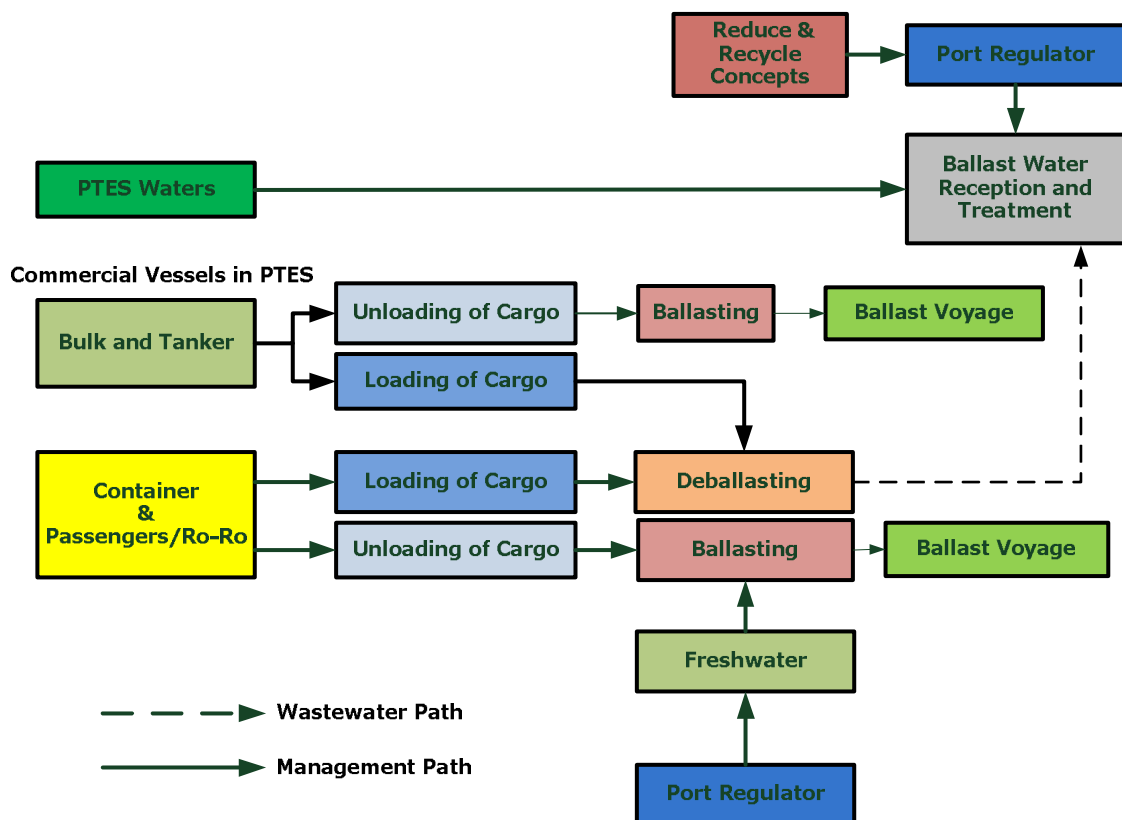 Reduce &
Recycle
Concepts
Port Regulator
Ballast Water
Reception and
Treatment
PTES Waters
Commercial Vessels in PTES
Bulk and Tanker
Unloading of Cargo
Ballasting
Ballast Voyage
Loading of Cargo
Container
&
Passengers/Ro-Ro
Loading of Cargo
Deballasting
Unloading of Cargo
Ballasting
Ballast Voyage
Freshwater
Wastewater Path
Management Path
Port Regulator